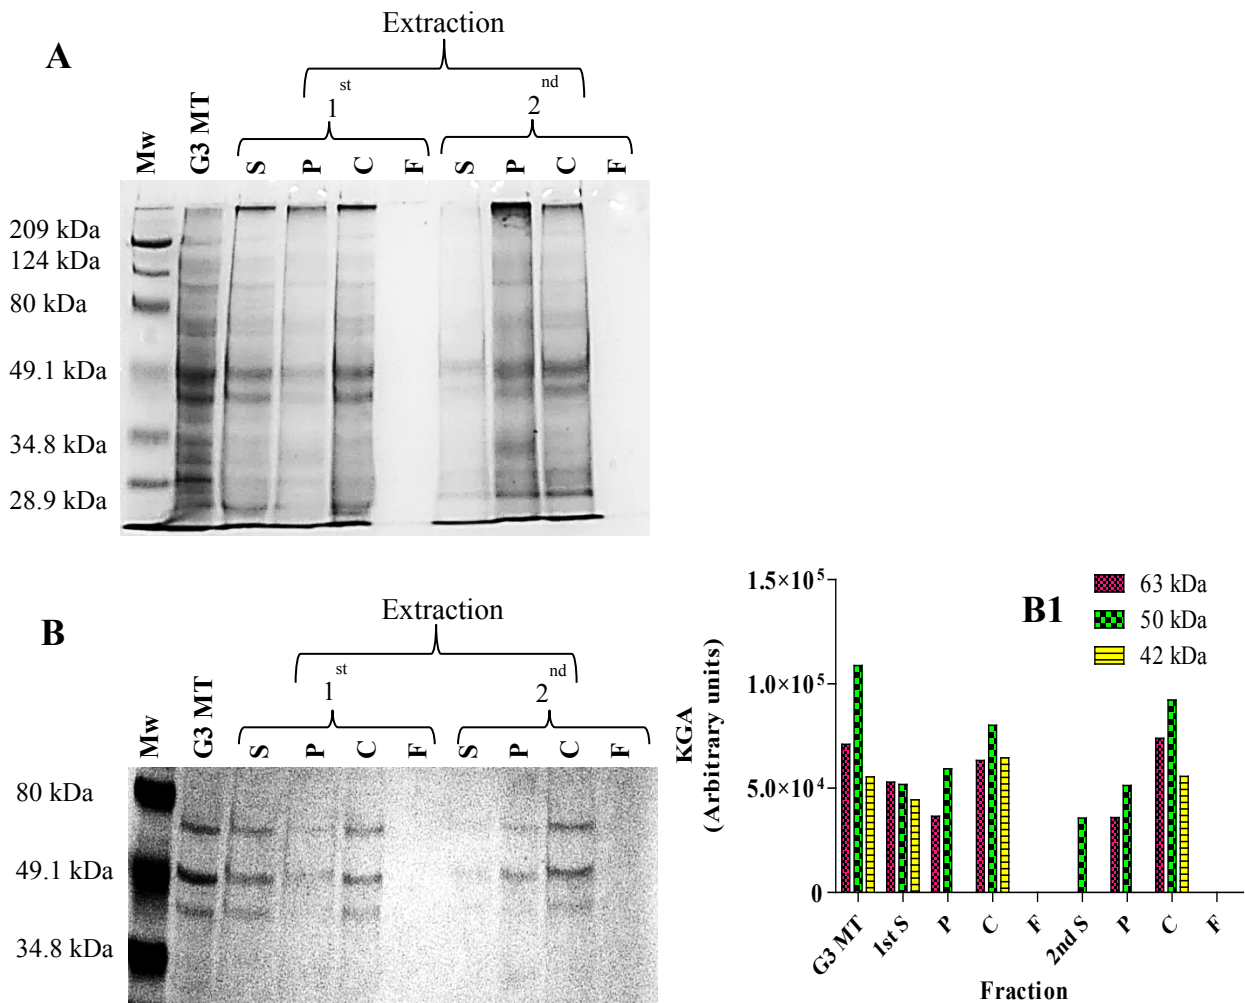 A
Extraction
1st
2nd
Mw
G3 MT
S
P
C
F
S
P
C
F
209 kDa
124 kDa
80 kDa
49.1 kDa
34.8 kDa
28.9 kDa
B
Extraction
1st
2nd
Mw
G3 MT
S
P
C
F
S
P
C
F
80 kDa
49.1 kDa
34.8 kDa
B1
63 kDa
50 kDa
42 kDa
KGA
(Arbitrary units)
1.5×10⁵
1.0×10⁵
5.0×10⁴
0
G3 MT
1st S
P
C
F
2nd S
P
C
F
Fraction